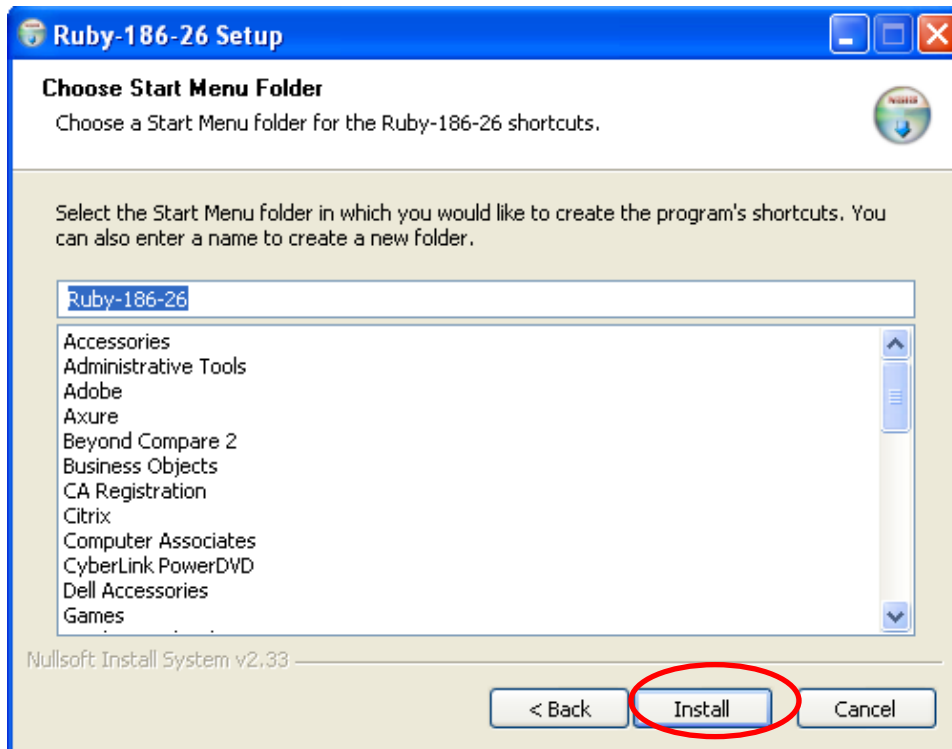 Ruby-186-26 Setup
Choose Start Menu Folder
Choose a Start Menu folder for the Ruby-186-26 shortcuts.
Select the Start Menu folder in which you would like to create the program's shortcuts. You
can also enter a name to create a new folder.
Ruby-186-26
Accessories
Administrative Tools
Adobe
Axure
Beyond Compare 2
Business Objects
CA Registration
Citrix
Computer Associates
CyberLink PowerDVD
Dell Accessories
Games
Nullsoft Install System v2.33
< Back Install Cancel